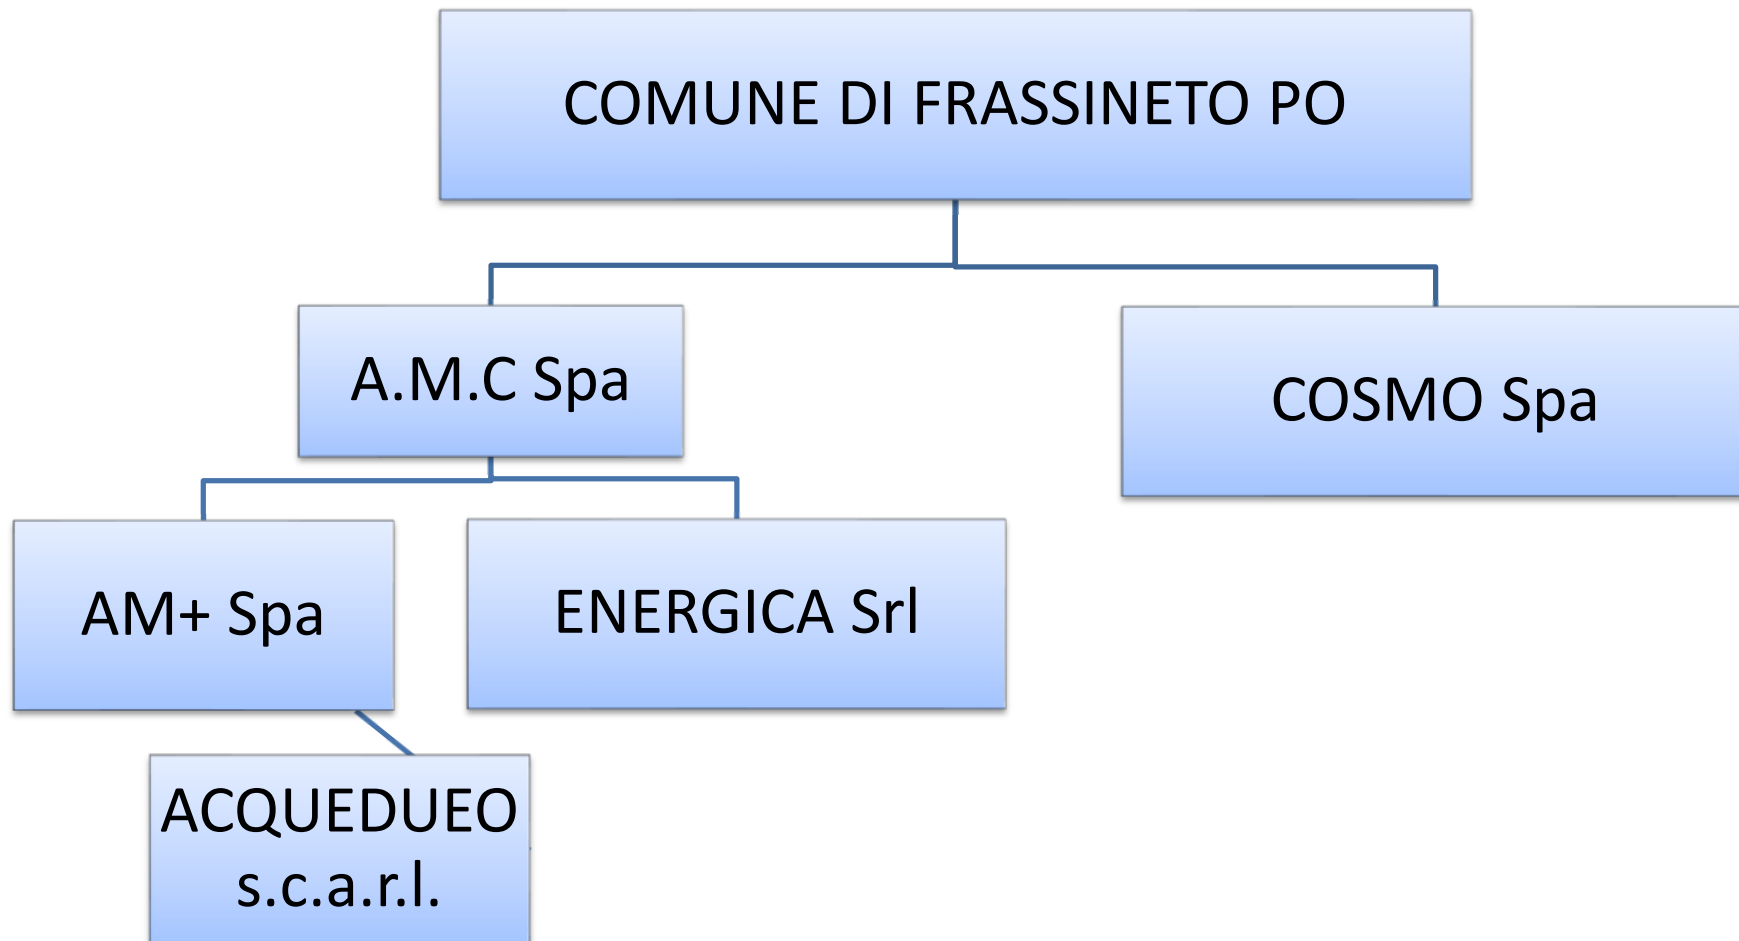 COMUNE DI FRASSINETO PO
A.M.C Spa
COSMO Spa
AM+ Spa
ENERGICA Srl
ACQUEDUEO
s.c.a.r.l.